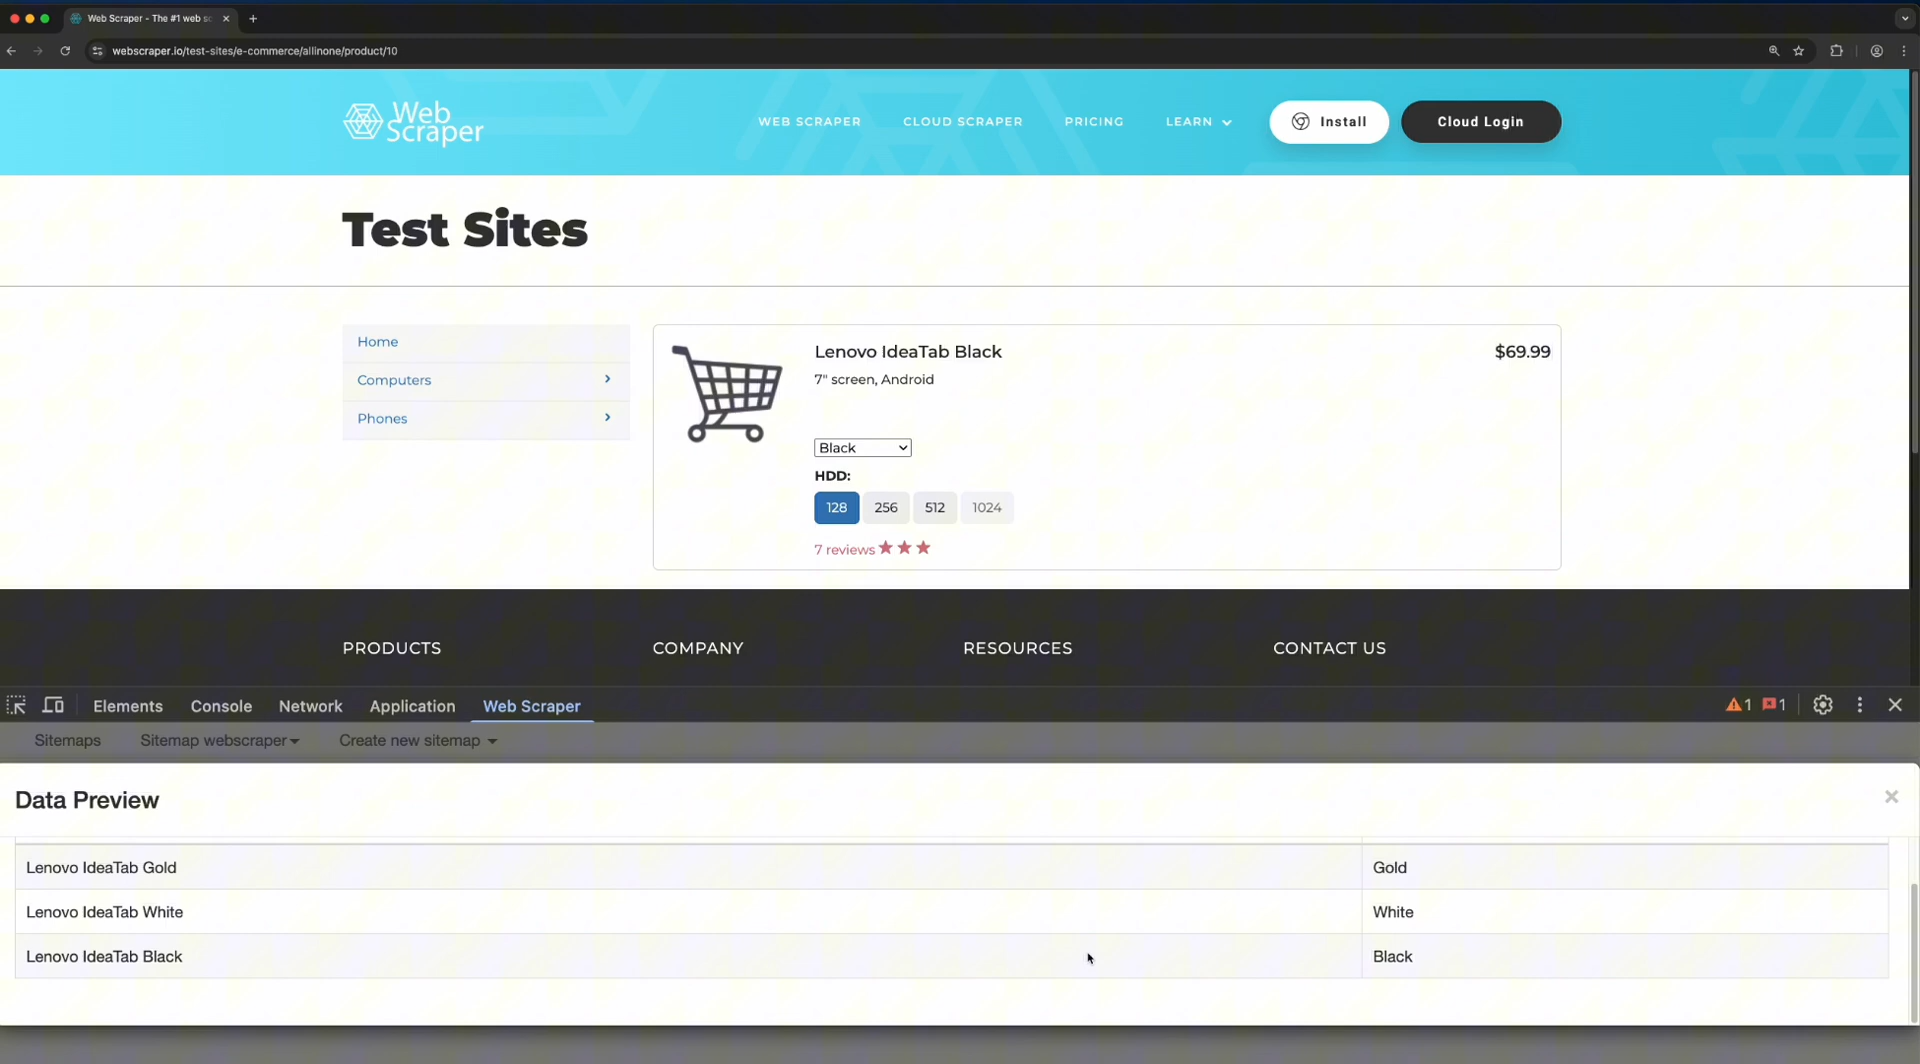 Web Scraper - The #1 web sc
webscraper.io/test-sites/e-commerce/allinone/product/10
Web
Scraper
WEB SCRAPER
CLOUD SCRAPER
PRICING
LEARN
Install
Cloud Login
Test Sites
Home
Computers
Phones
Lenovo IdeaTab Black
$69.99
7" screen, Android
Black
HDD:
128 256 512 1024
7 reviews
PRODUCTS
COMPANY
RESOURCES
CONTACT US
Elements
Console
Network
Application
Web Scraper
1
1
Sitemaps
Sitemap webscraper
Create new sitemap
Data Preview
Lenovo IdeaTab Gold
Gold
Lenovo IdeaTab White
White
Lenovo IdeaTab Black
Black